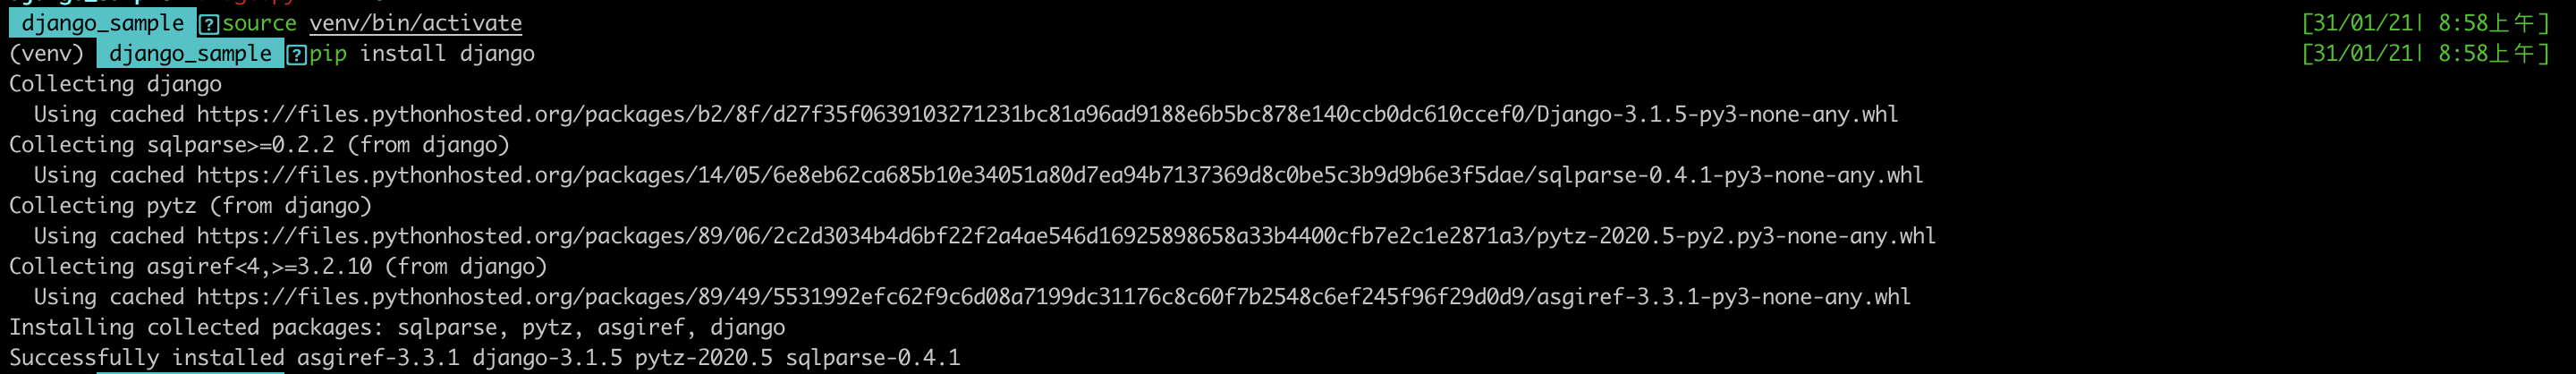 django_sample source venv/bin/activate [31/01/21| 8:58上午]
(venv) django_sample pip install django [31/01/21| 8:58上午]
Collecting django
Using cached https://files.pythonhosted.org/packages/b2/8f/d27f35f0639103271231bc81a96ad9188e6b5bc878e140ccb0dc610ccef0/Django-3.1.5-py3-none-any.whl
Collecting sqlparse>=0.2.2 (from django)
Using cached https://files.pythonhosted.org/packages/14/05/6e8eb62ca685b10e34051a80d7ea94b7137369d8c0be5c3b9d9b6e3f5dae/sqlparse-0.4.1-py3-none-any.whl
Collecting pytz (from django)
Using cached https://files.pythonhosted.org/packages/89/06/2c2d3034b4d6bf22f2a4ae546d16925898658a33b4400cfb7e2c1e2871a3/pytz-2020.5-py2.py3-none-any.whl
Collecting asgiref<4,>=3.2.10 (from django)
Using cached https://files.pythonhosted.org/packages/89/49/5531992efc62f9c6d08a7199dc31176c8c60f7b2548c6ef245f96f29d0d9/asgiref-3.3.1-py3-none-any.whl
Installing collected packages: sqlparse, pytz, asgiref, django
Successfully installed asgiref-3.3.1 django-3.1.5 pytz-2020.5 sqlparse-0.4.1